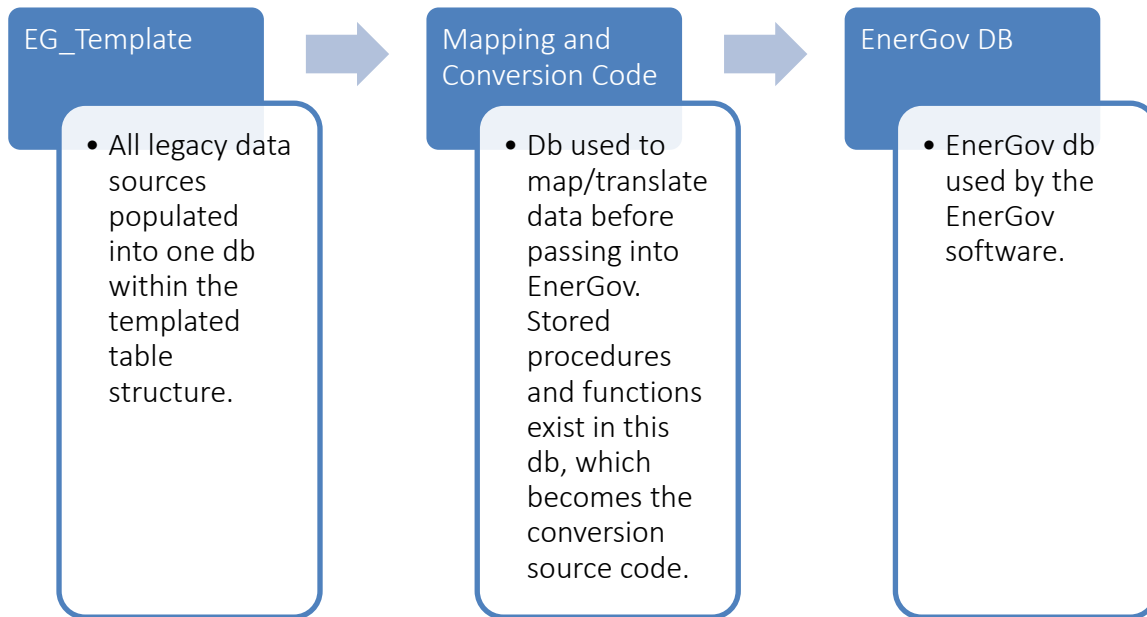 EG_Template
• All legacy data
sources
populated
into one db
within the
templated
table
structure.
Mapping and
Conversion Code
• Db used to
map/translate
data before
passing into
EnerGov.
Stored
procedures
and functions
exist in this
db, which
becomes the
conversion
source code.
EnerGov DB
• EnerGov db
used by the
EnerGov
software.